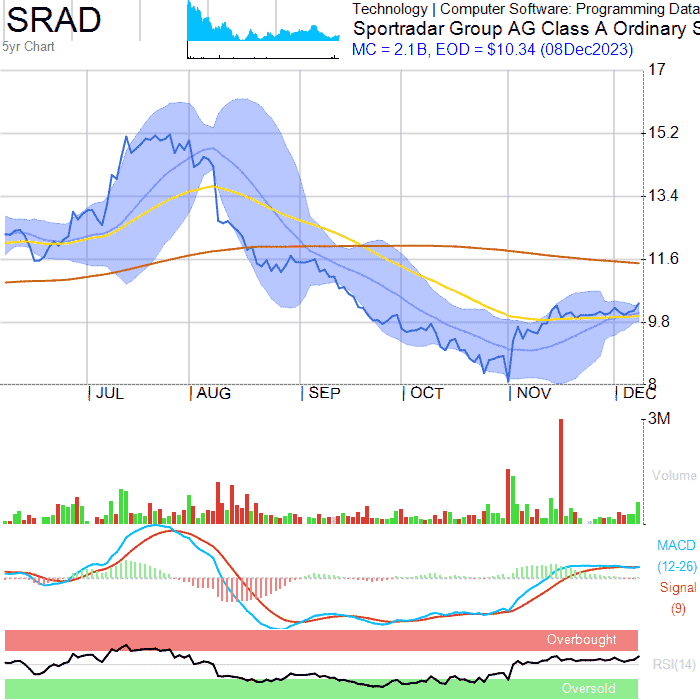 SRAD
5yr Chart
Technology | Computer Software: Programming Data
Sportradar Group AG Class A Ordinary S
MC = 2.1B, EOD = $10.34 (08Dec2023)
17
15.2
13.4
11.6
9.8
8
JUL AUG SEP OCT NOV DEC
3M
Volume
MACD
(12-26)
Signal
(9)
Overbought
RSI(14)
Oversold